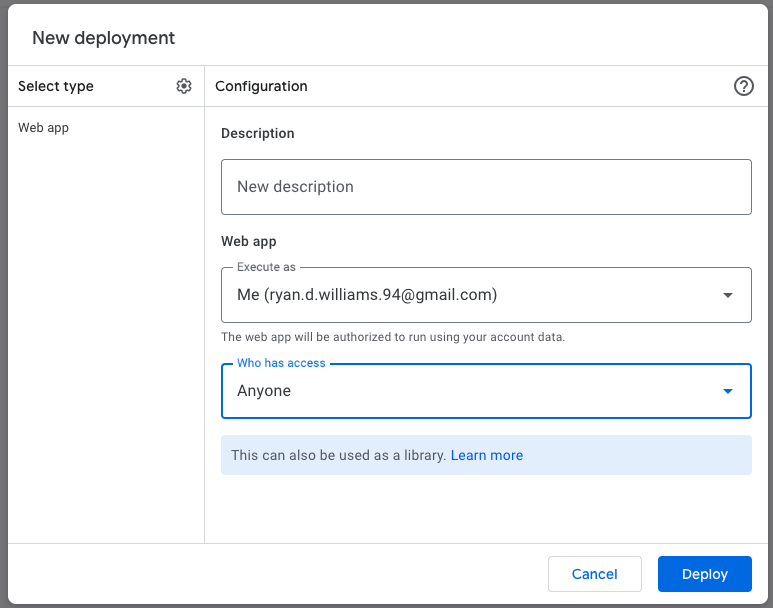 New deployment
Select type
Configuration
Web app
Description
New description
Web app
Execute as
Me (ryan.d.williams.94@gmail.com)
The web app will be authorized to run using your account data.
Who has access
Anyone
This can also be used as a library. Learn more
Cancel
Deploy